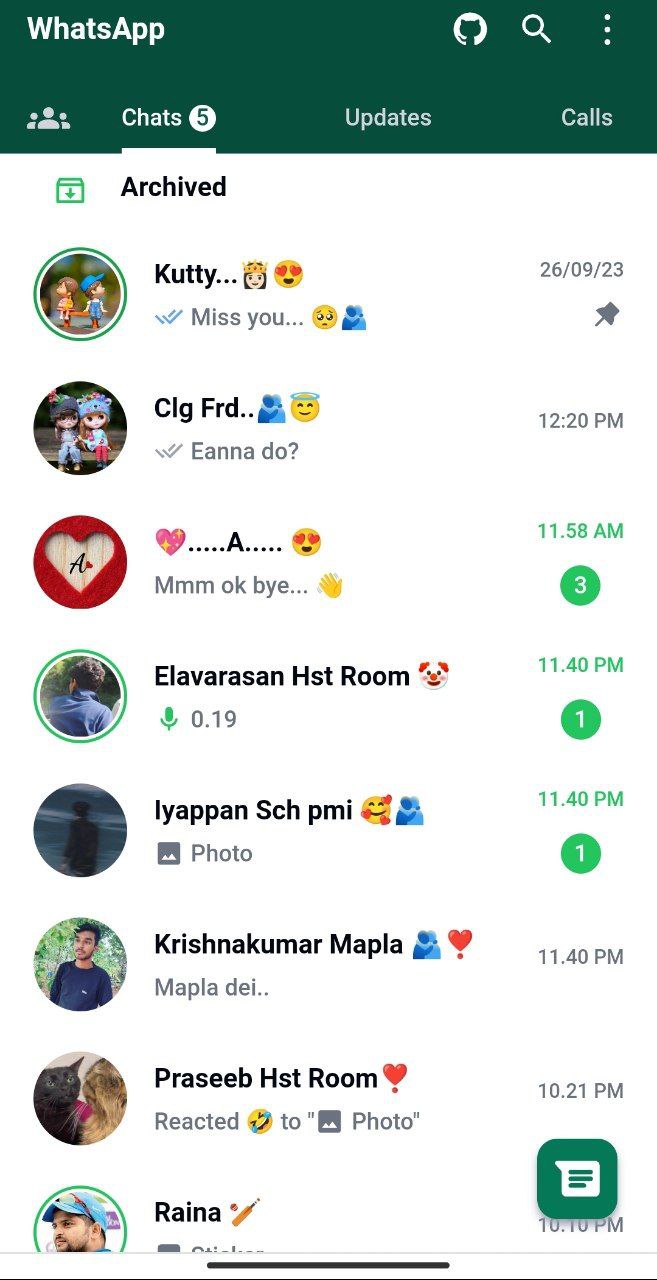 WhatsApp
Chats 5
Updates
Calls
Archived
Kutty...👸🏻😍
26/09/23
Miss you... 🥺🫂
Clg Frd..🫂😇
12:20 PM
Eanna do?
💖.....A..... 😍
11.58 AM
Mmm ok bye... 👋
3
Elavarasan Hst Room 🤡
11.40 PM
0.19
1
Iyappan Sch pmi 🥰🫂
11.40 PM
Photo
1
Krishnakumar Mapla 🫂❣️
11.40 PM
Mapla dei..
Praseeb Hst Room❣️
10.21 PM
Reacted 🤣 to "Photo"
Raina 🏏
10.10 PM
Sticker